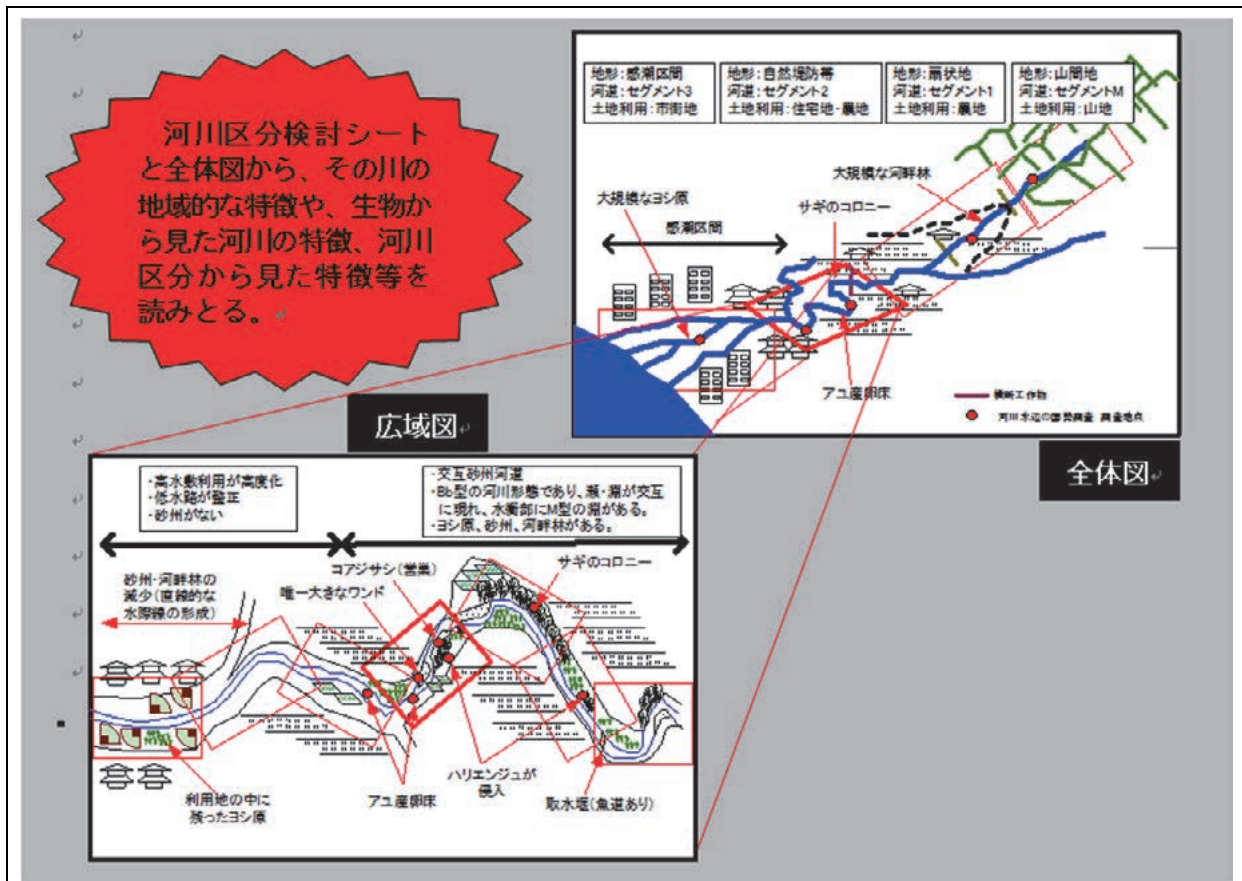 河川区分検討シート
と全体図から、その川の
地域的な特徴や、生物か
ら見た河川の特徴、河川
区分から見た特徴等を
読みとる。
地形:感潮区間
河道:セグメント3
土地利用:市街地
地形:自然堤防帯
河道:セグメント2
土地利用:住宅地・農地
地形:扇状地
河道:セグメント1
土地利用:農地
地形:山間地
河道:セグメントM
土地利用:山地
大規模な河畔林
大規模なヨシ原
サギのコロニー
感潮区間
アユ産卵床
横断工作物
河川水辺の国勢調査 調査地点
全体図
広域図
・高水敷利用が高度化
・低水路が整正
・砂州がない
・交互砂州河道
・Bb型の河川形態であり、瀬・淵が交互
に現れ、水衝部にM型の淵がある。
・ヨシ原、砂州、河畔林がある。
コアジサシ(営巣)
サギのコロニー
唯一大きなワンド
砂州・河畔林の
減少(直線的な
水際線の形成)
利用地の中に
残ったヨシ原
アユ産卵床
ハリエンジュが
侵入
取水堰(魚道あり)